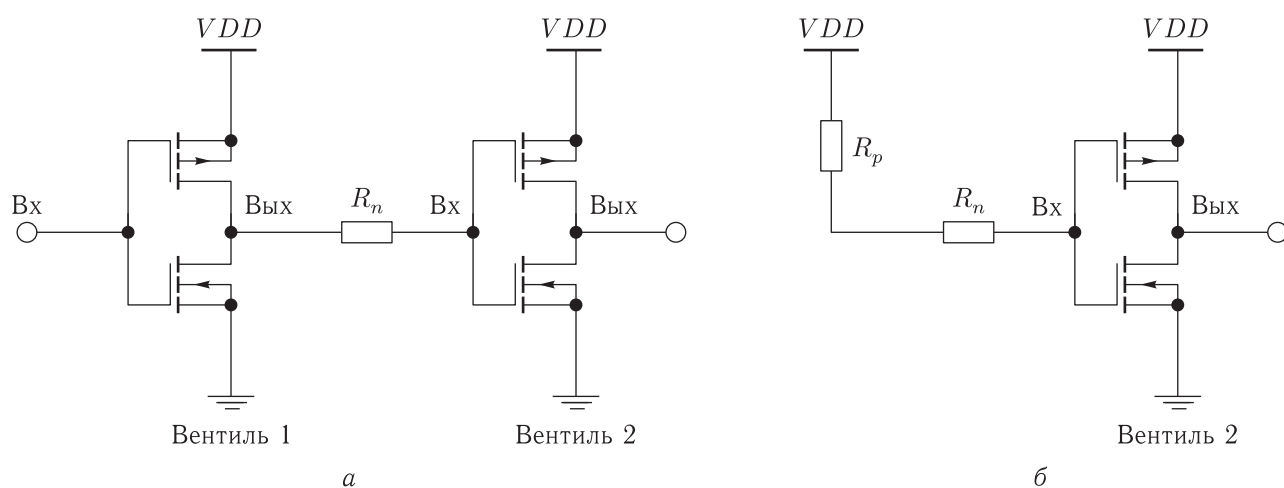 VDD VDD VDD VDD
R_p
Вх Вых R_n Вх Вых R_n Вх Вых
Вентиль 1 Вентиль 2 Вентиль 2
а б